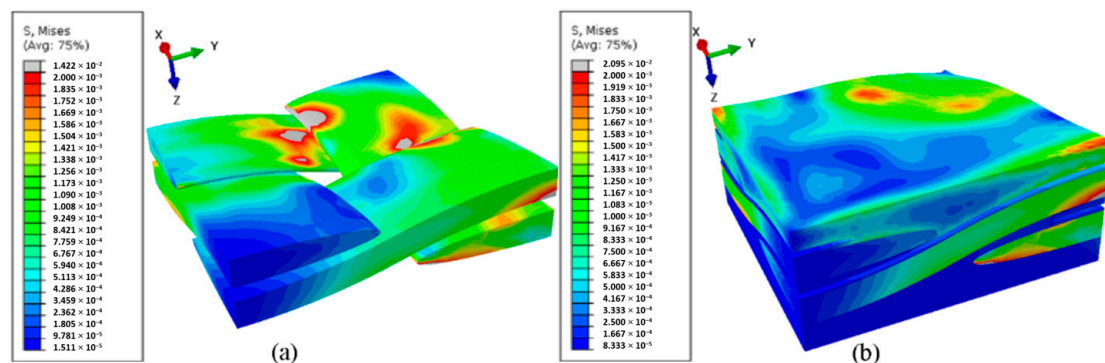 S, Mises
(Avg: 75%)
1.422 × 10⁻²
2.000 × 10⁻³
1.835 × 10⁻³
1.752 × 10⁻³
1.669 × 10⁻³
1.586 × 10⁻³
1.504 × 10⁻³
1.421 × 10⁻³
1.338 × 10⁻³
1.256 × 10⁻³
1.173 × 10⁻³
1.090 × 10⁻³
1.008 × 10⁻³
9.249 × 10⁻⁴
8.421 × 10⁻⁴
7.759 × 10⁻⁴
6.767 × 10⁻⁴
5.940 × 10⁻⁴
5.113 × 10⁻⁴
4.286 × 10⁻⁴
3.459 × 10⁻⁴
2.362 × 10⁻⁴
1.805 × 10⁻⁴
9.781 × 10⁻⁵
1.511 × 10⁻⁵
X
Y
Z
(a)
S, Mises
(Avg: 75%)
2.095 × 10⁻²
2.000 × 10⁻³
1.919 × 10⁻³
1.833 × 10⁻³
1.750 × 10⁻³
1.667 × 10⁻³
1.583 × 10⁻³
1.500 × 10⁻³
1.417 × 10⁻³
1.333 × 10⁻³
1.250 × 10⁻³
1.167 × 10⁻³
1.083 × 10⁻³
1.000 × 10⁻³
9.167 × 10⁻⁴
8.333 × 10⁻⁴
7.500 × 10⁻⁴
6.667 × 10⁻⁴
5.833 × 10⁻⁴
5.000 × 10⁻⁴
4.167 × 10⁻⁴
3.333 × 10⁻⁴
2.500 × 10⁻⁴
1.667 × 10⁻⁴
8.333 × 10⁻⁵
X
Y
Z
(b)